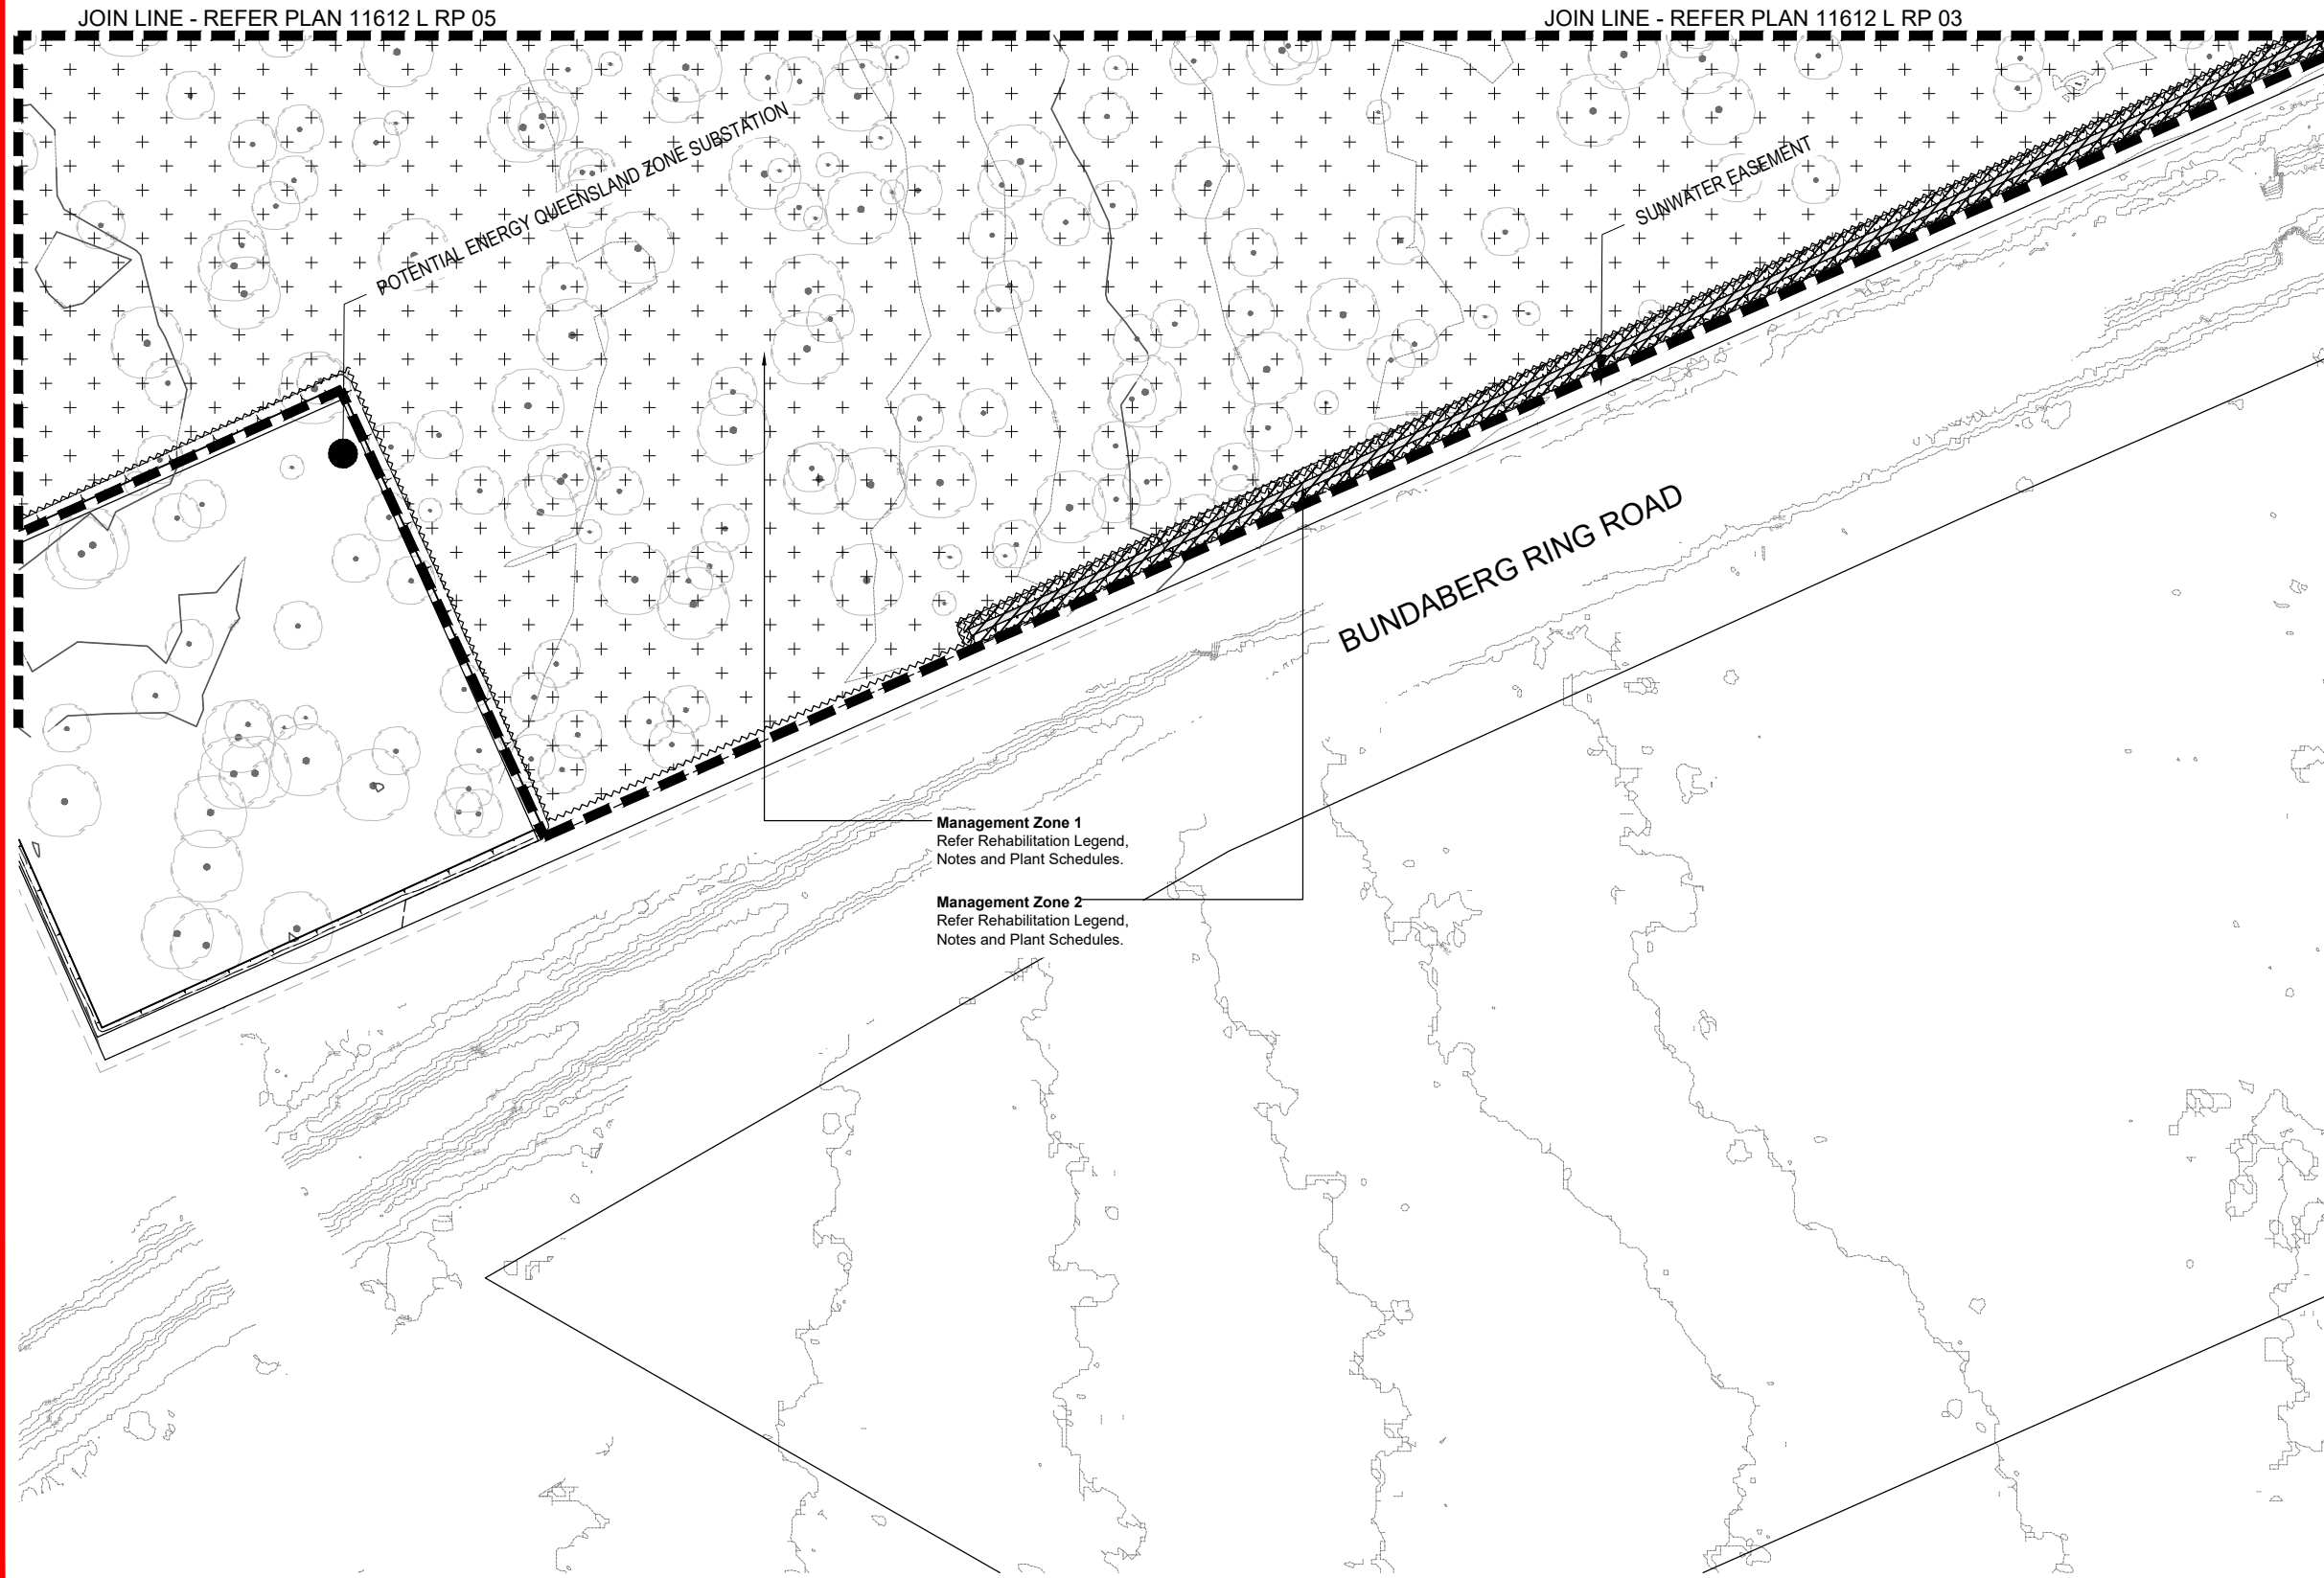 JOIN LINE - REFER PLAN 11612 L RP 05
JOIN LINE - REFER PLAN 11612 L RP 03
POTENTIAL ENERGY QUEENSLAND ZONE SUBSTATION
SUNWATER EASEMENT
BUNDABERG RING ROAD
Management Zone 1
Refer Rehabilitation Legend,
Notes and Plant Schedules.
Management Zone 2
Refer Rehabilitation Legend,
Notes and Plant Schedules.